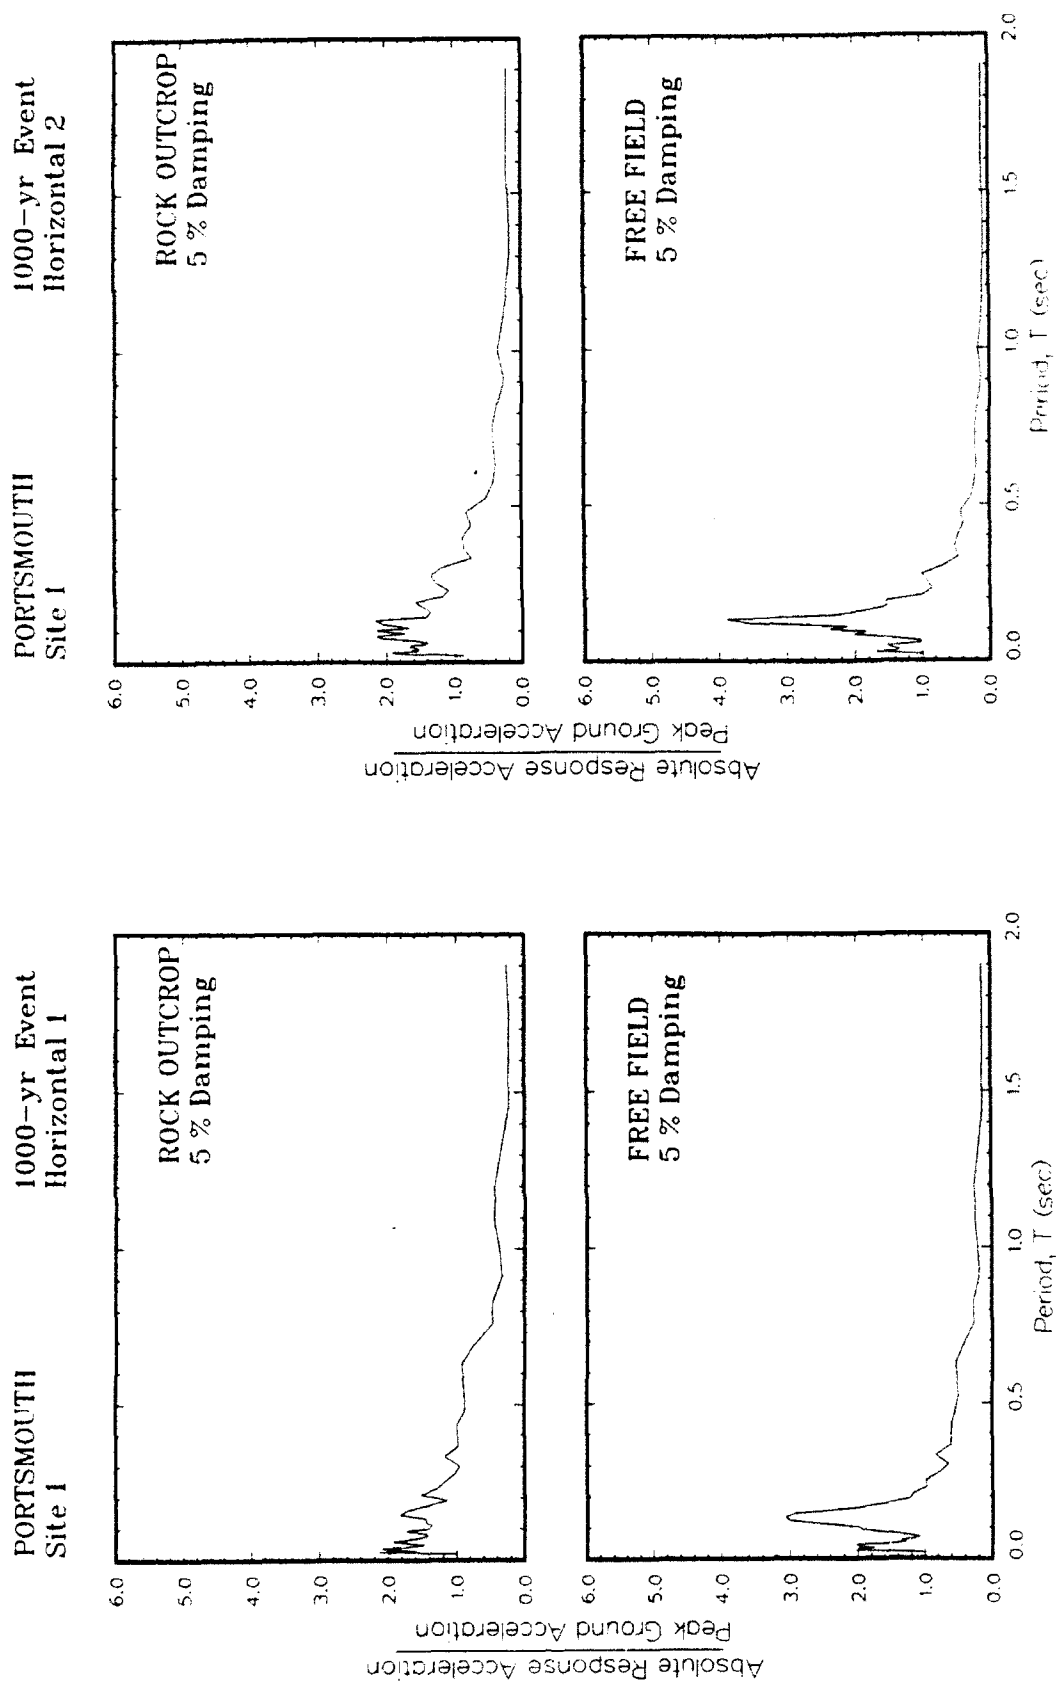 PORTSMOUTH
Site 1
1000-yr Event
Horizontal 1
ROCK OUTCROP
5 % Damping
6.0
5.0
4.0
3.0
2.0
1.0
0.0
FREE FIELD
5 % Damping
6.0
5.0
4.0
3.0
2.0
1.0
0.0
Absolute Response Acceleration
Peak Ground Acceleration
0.0
0.5
1.0
1.5
2.0
Period, T (sec)
PORTSMOUTH
Site 1
1000-yr Event
Horizontal 2
ROCK OUTCROP
5 % Damping
6.0
5.0
4.0
3.0
2.0
1.0
0.0
FREE FIELD
5 % Damping
6.0
5.0
4.0
3.0
2.0
1.0
0.0
Absolute Response Acceleration
Peak Ground Acceleration
0.0
0.5
1.0
1.5
2.0
Period, T (sec)